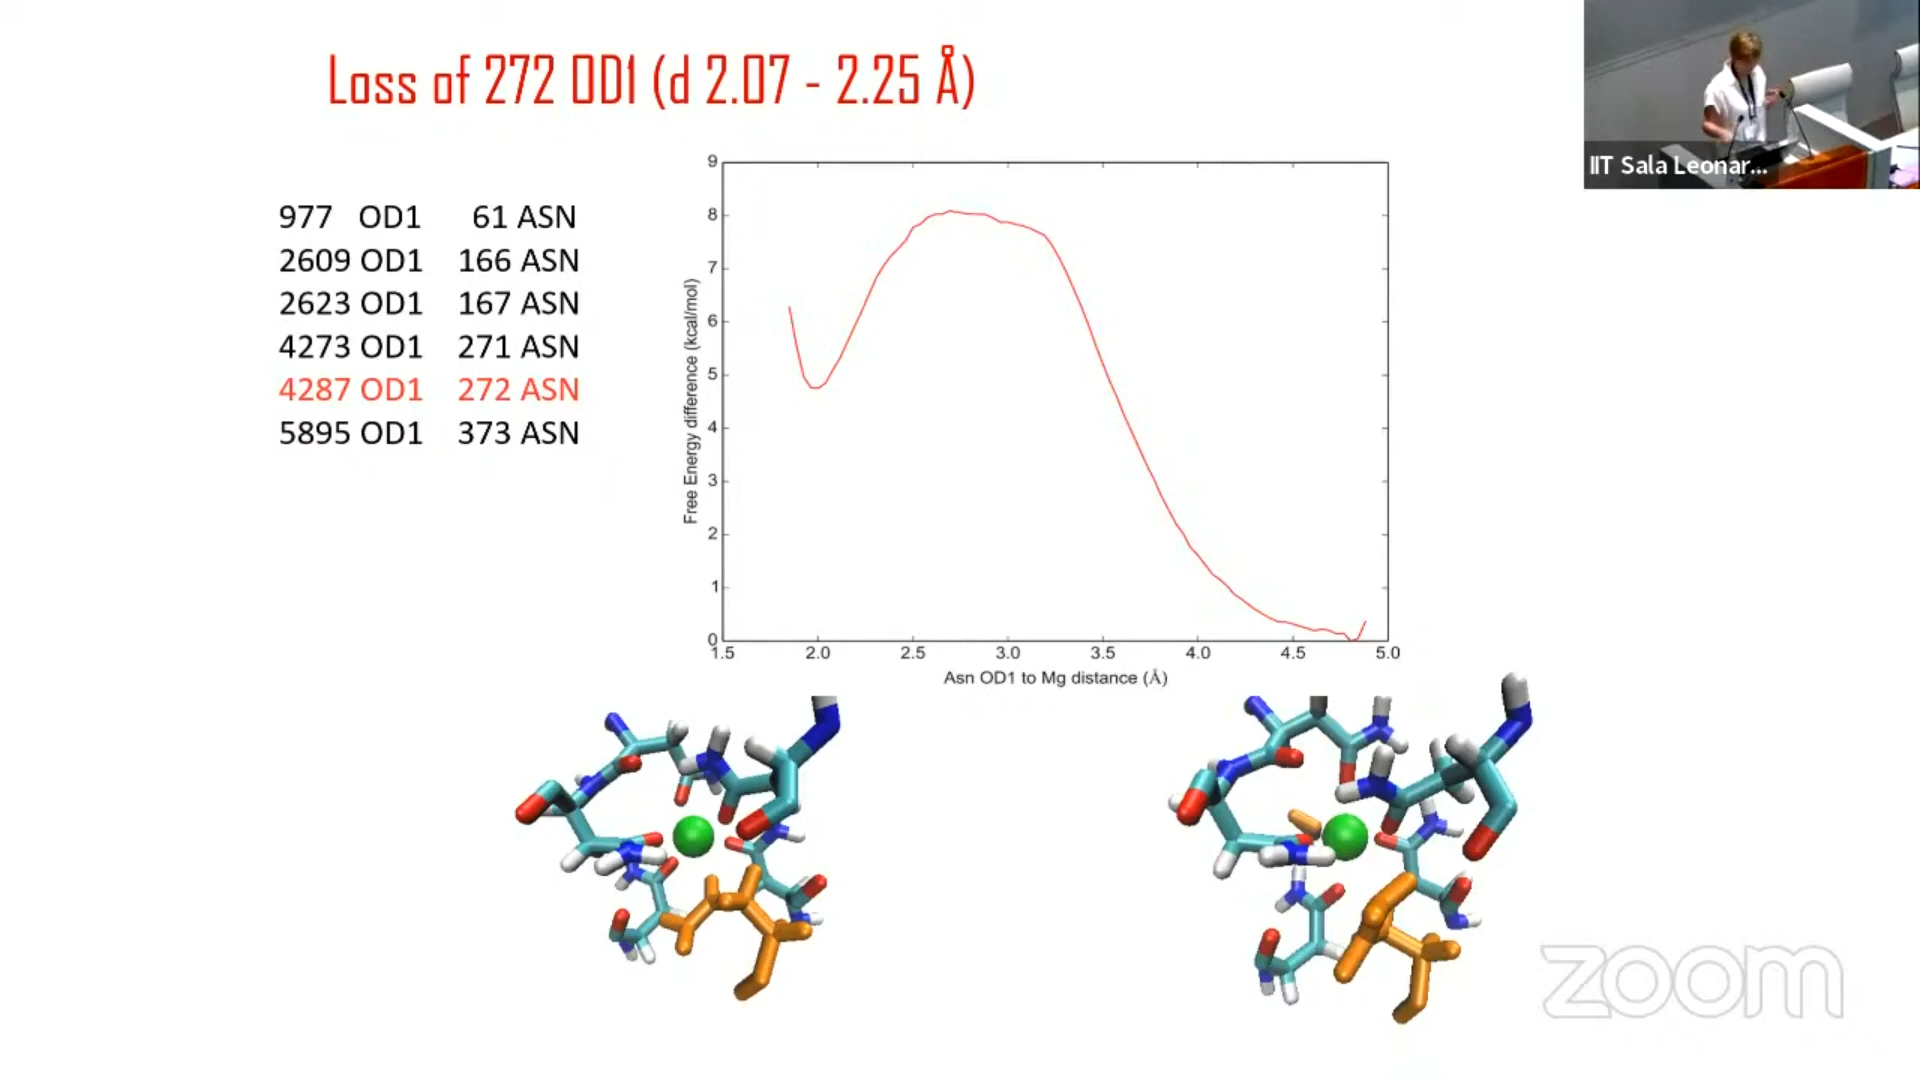 Loss of 272 OD1 (d 2.07 - 2.25 Å)
IIT Sala Leonar...
977 OD1 61 ASN
2609 OD1 166 ASN
2623 OD1 167 ASN
4273 OD1 271 ASN
4287 OD1 272 ASN
5895 OD1 373 ASN
Free Energy difference (kcal/mol)
9
8
7
6
5
4
3
2
1
0
1.5 2.0 2.5 3.0 3.5 4.0 4.5 5.0
Asn OD1 to Mg distance (Å)
zoom